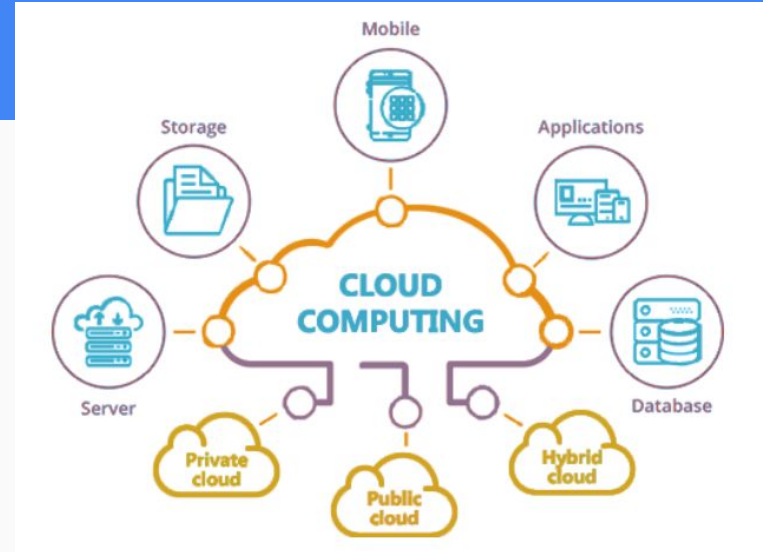 Mobile
Storage
Applications
CLOUD
COMPUTING
Server
Database
Private
cloud
Public
cloud
Hybrid
cloud